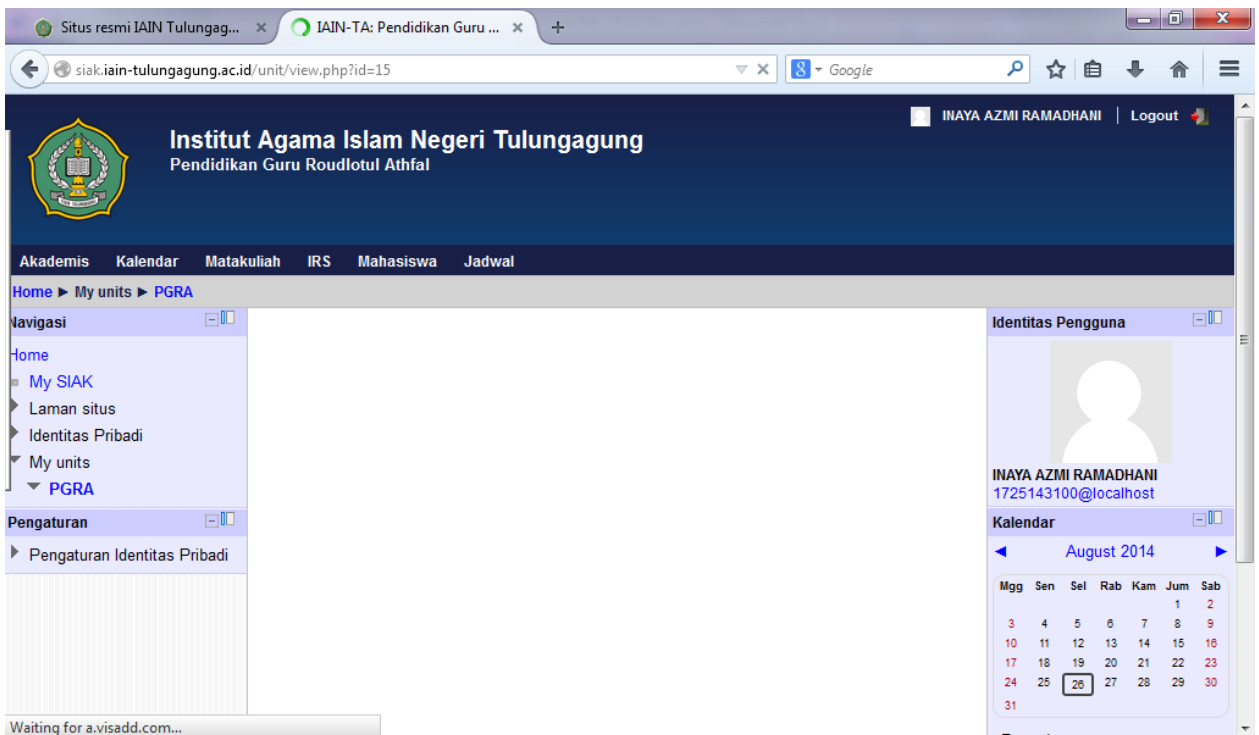 Situs resmi IAIN Tulungag...
IAIN-TA: Pendidikan Guru ...
siak.iain-tulungagung.ac.id/unit/view.php?id=15
Google
INAYA AZMI RAMADHANI | Logout
Institut Agama Islam Negeri Tulungagung
Pendidikan Guru Roudlotul Athfal
Akademis Kalendar Matakuliah IRS Mahasiswa Jadwal
Home ► My units ► PGRA
Navigasi
Home
My SIAK
Laman situs
Identitas Pribadi
My units
PGRA
Pengaturan
Pengaturan Identitas Pribadi
Identitas Pengguna
INAYA AZMI RAMADHANI
1725143100@localhost
Kalendar
August 2014
Mgg Sen Sel Rab Kam Jum Sab
1 2
3 4 5 6 7 8 9
10 11 12 13 14 15 16
17 18 19 20 21 22 23
24 25 26 27 28 29 30
31
Waiting for a.visadd.com...